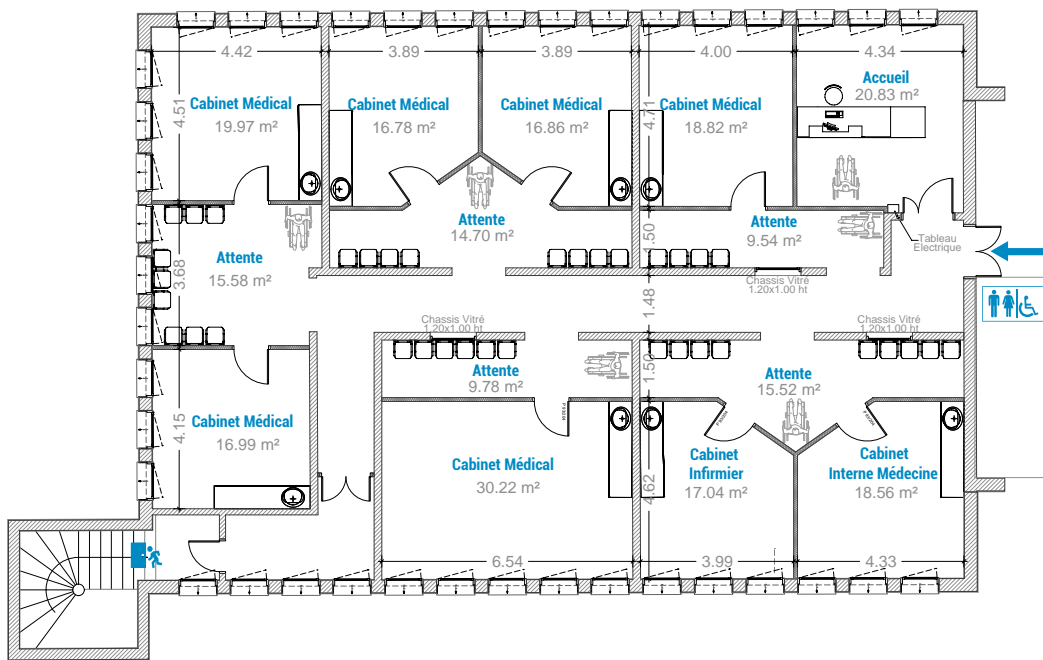 4.42
3.89
3.89
4.00
4.34
Cabinet Médical
19.97 m²
4.51
Cabinet Médical
16.78 m²
Cabinet Médical
16.86 m²
Cabinet Médical
18.82 m²
4.71
Accueil
20.83 m²
Attente
15.58 m²
3.68
Attente
14.70 m²
Attente
9.54 m²
1.50
Tableau
Electrique
Chassis Vitré
1.20x1.00 ht
1.48
Chassis Vitré
1.20x1.00 ht
Chassis Vitré
1.20x1.00 ht
Attente
9.78 m²
1.50
Attente
15.52 m²
4.15
Cabinet Médical
16.99 m²
Cabinet Médical
30.22 m²
4.62
Cabinet
Infirmier
17.04 m²
Cabinet
Interne Médecine
18.56 m²
6.54
3.99
4.33